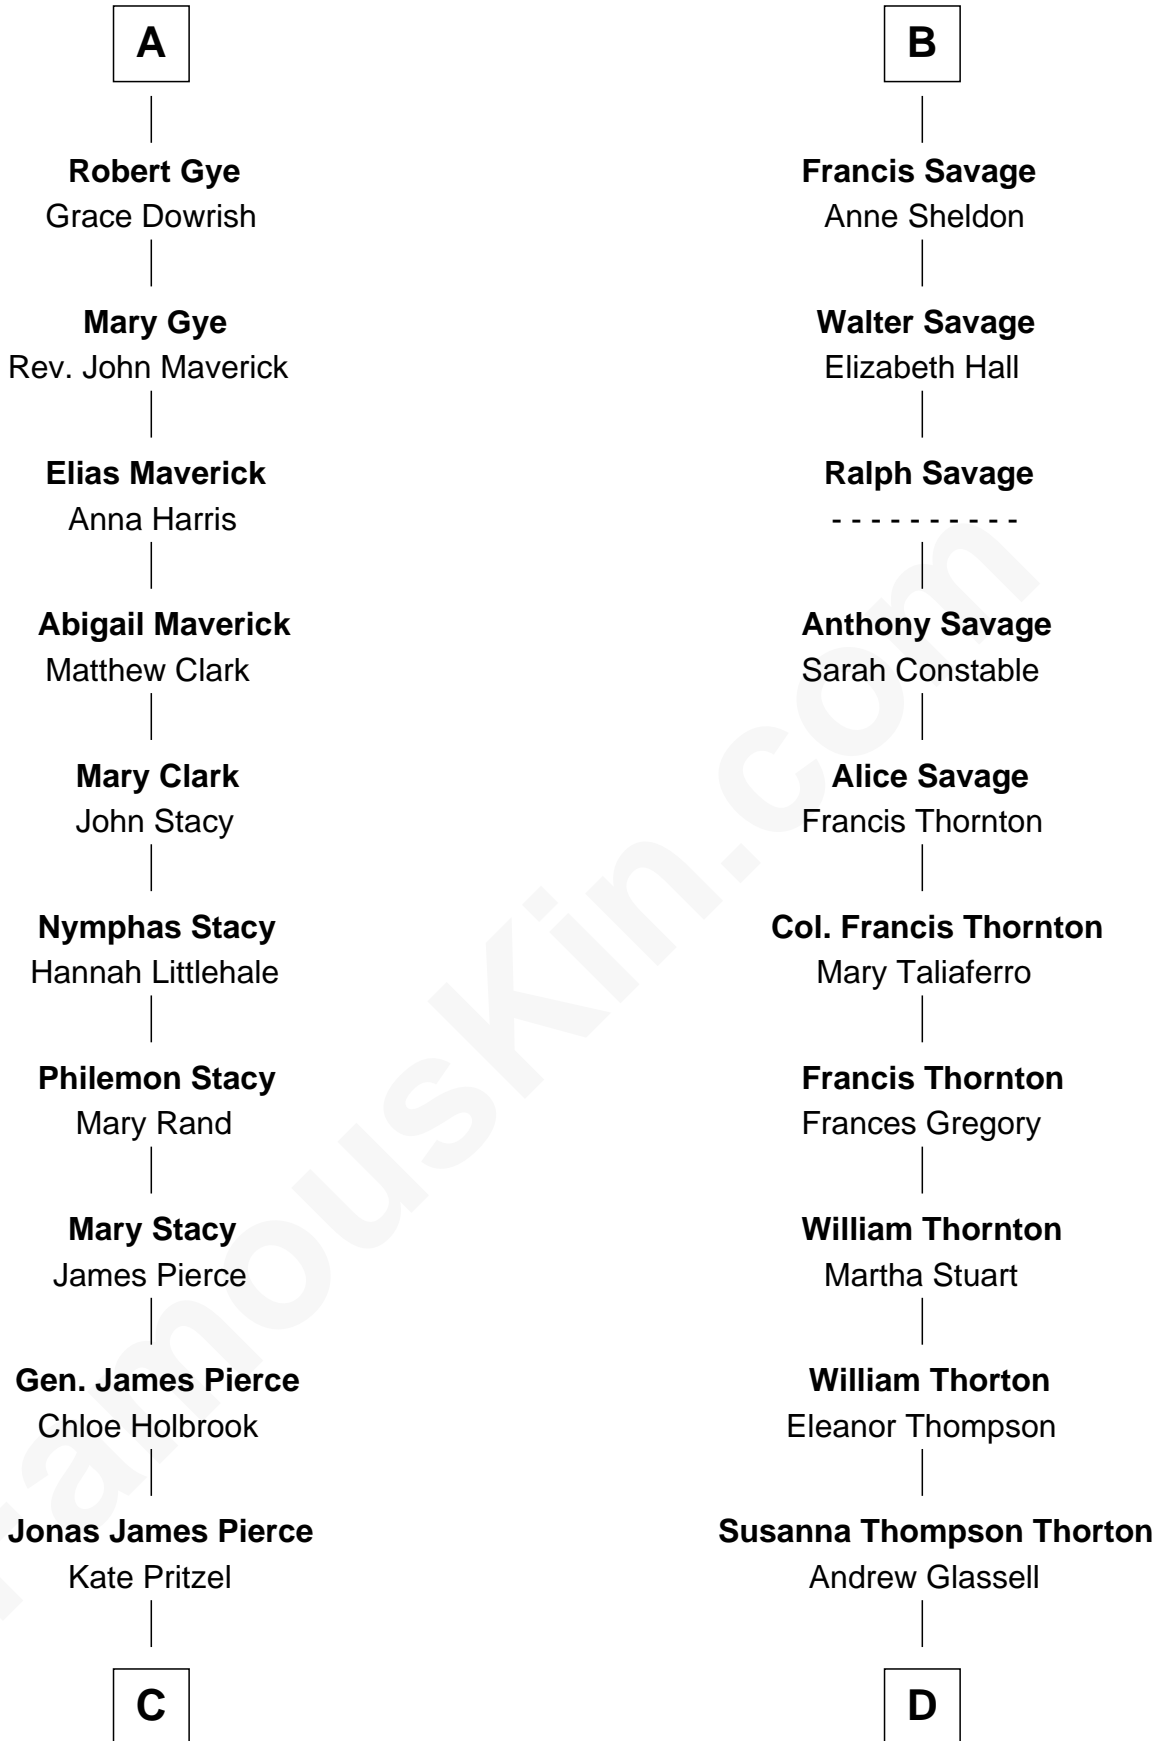 A
Robert Gye
Grace Dowrish
Mary Gye
Rev. John Maverick
Elias Maverick
Anna Harris
Abigail Maverick
Matthew Clark
Mary Clark
John Stacy
Nymphas Stacy
Hannah Littlehale
Philemon Stacy
Mary Rand
Mary Stacy
James Pierce
Gen. James Pierce
Chloe Holbrook
Jonas James Pierce
Kate Pritzel
C
B
Francis Savage
Anne Sheldon
Walter Savage
Elizabeth Hall
Ralph Savage
- - - - - - - - - -
Anthony Savage
Sarah Constable
Alice Savage
Francis Thornton
Col. Francis Thornton
Mary Taliaferro
Francis Thornton
Frances Gregory
William Thornton
Martha Stuart
William Thorton
Eleanor Thompson
Susanna Thompson Thorton
Andrew Glassell
D
FamousKin.com